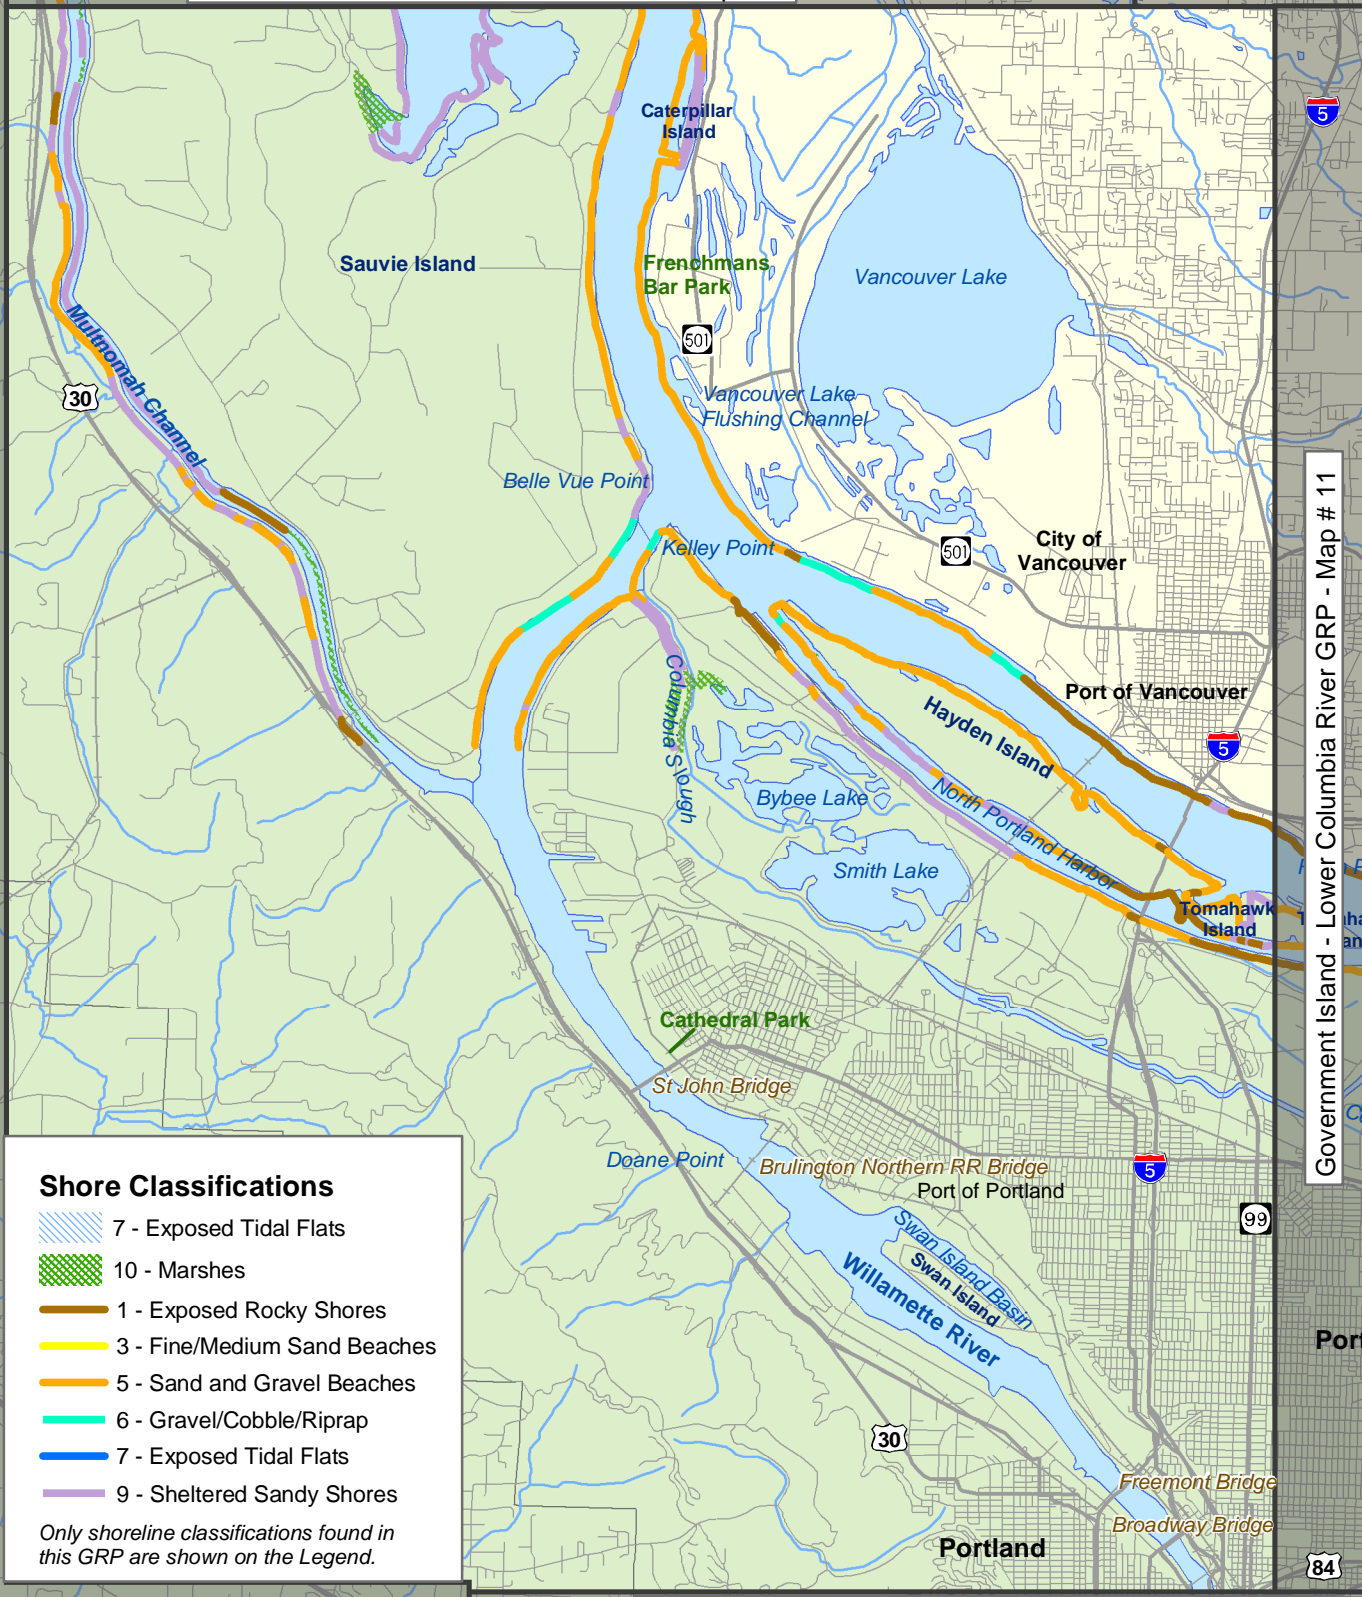 Caterpillar
Island
5
Sauvie Island
Frenchmans
Bar Park
Vancouver Lake
501
Multnomah Channel
30
Vancouver Lake
Flushing Channel
Belle Vue Point
Kelley Point
501
City of
Vancouver
Columbia Slough
Port of Vancouver
Hayden Island
5
Bybee Lake
North Portland Harbor
Smith Lake
Tomahawk
Island
Cathedral Park
St John Bridge
Doane Point
Brulington Northern RR Bridge
Port of Portland
5
99
Swan Island Basin
Swan Island
Willamette River
30
Freemont Bridge
Broadway Bridge
Portland
84
Government Island - Lower Columbia River GRP - Map # 11
Port
Shore Classifications
7 - Exposed Tidal Flats
10 - Marshes
1 - Exposed Rocky Shores
3 - Fine/Medium Sand Beaches
5 - Sand and Gravel Beaches
6 - Gravel/Cobble/Riprap
7 - Exposed Tidal Flats
9 - Sheltered Sandy Shores
Only shoreline classifications found in
this GRP are shown on the Legend.